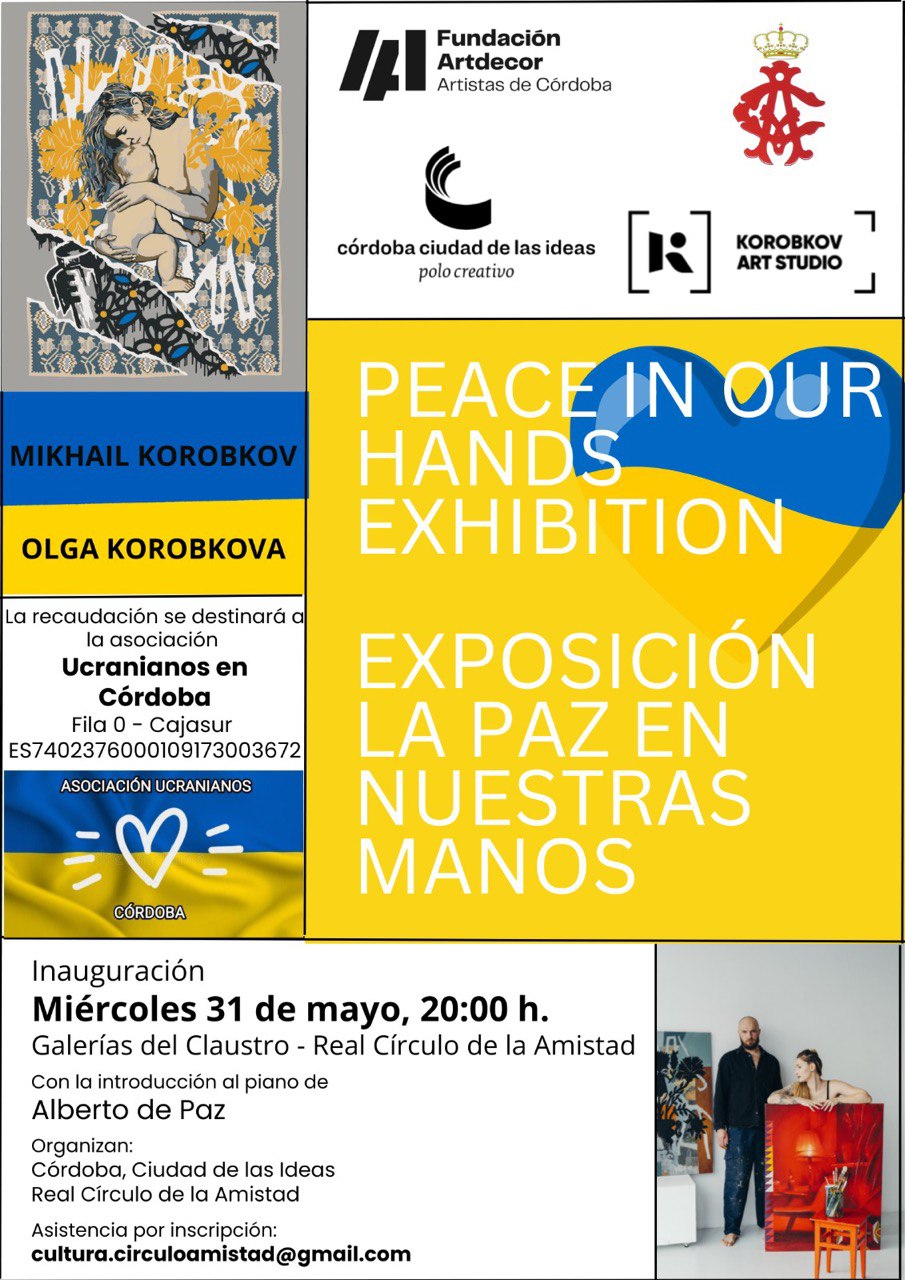 Fundación
Artdecor
Artistas de Córdoba
córdoba ciudad de las ideas
polo creativo
KOROBKOV
ART STUDIO
MIKHAIL KOROBKOV
OLGA KOROBKOVA
La recaudación se destinará a
la asociación
Ucranianos en
Córdoba
Fila 0 - Cajasur
ES7402376000109173003672
ASOCIACIÓN UCRANIANOS
CÓRDOBA
PEACE IN OUR
HANDS
EXHIBITION
EXPOSICIÓN
LA PAZ EN
NUESTRAS
MANOS
Inauguración
Miércoles 31 de mayo, 20:00 h.
Galerías del Claustro - Real Círculo de la Amistad
Con la introducción al piano de
Alberto de Paz
Organizan:
Córdoba, Ciudad de las Ideas
Real Círculo de la Amistad
Asistencia por inscripción:
cultura.circuloamistad@gmail.com